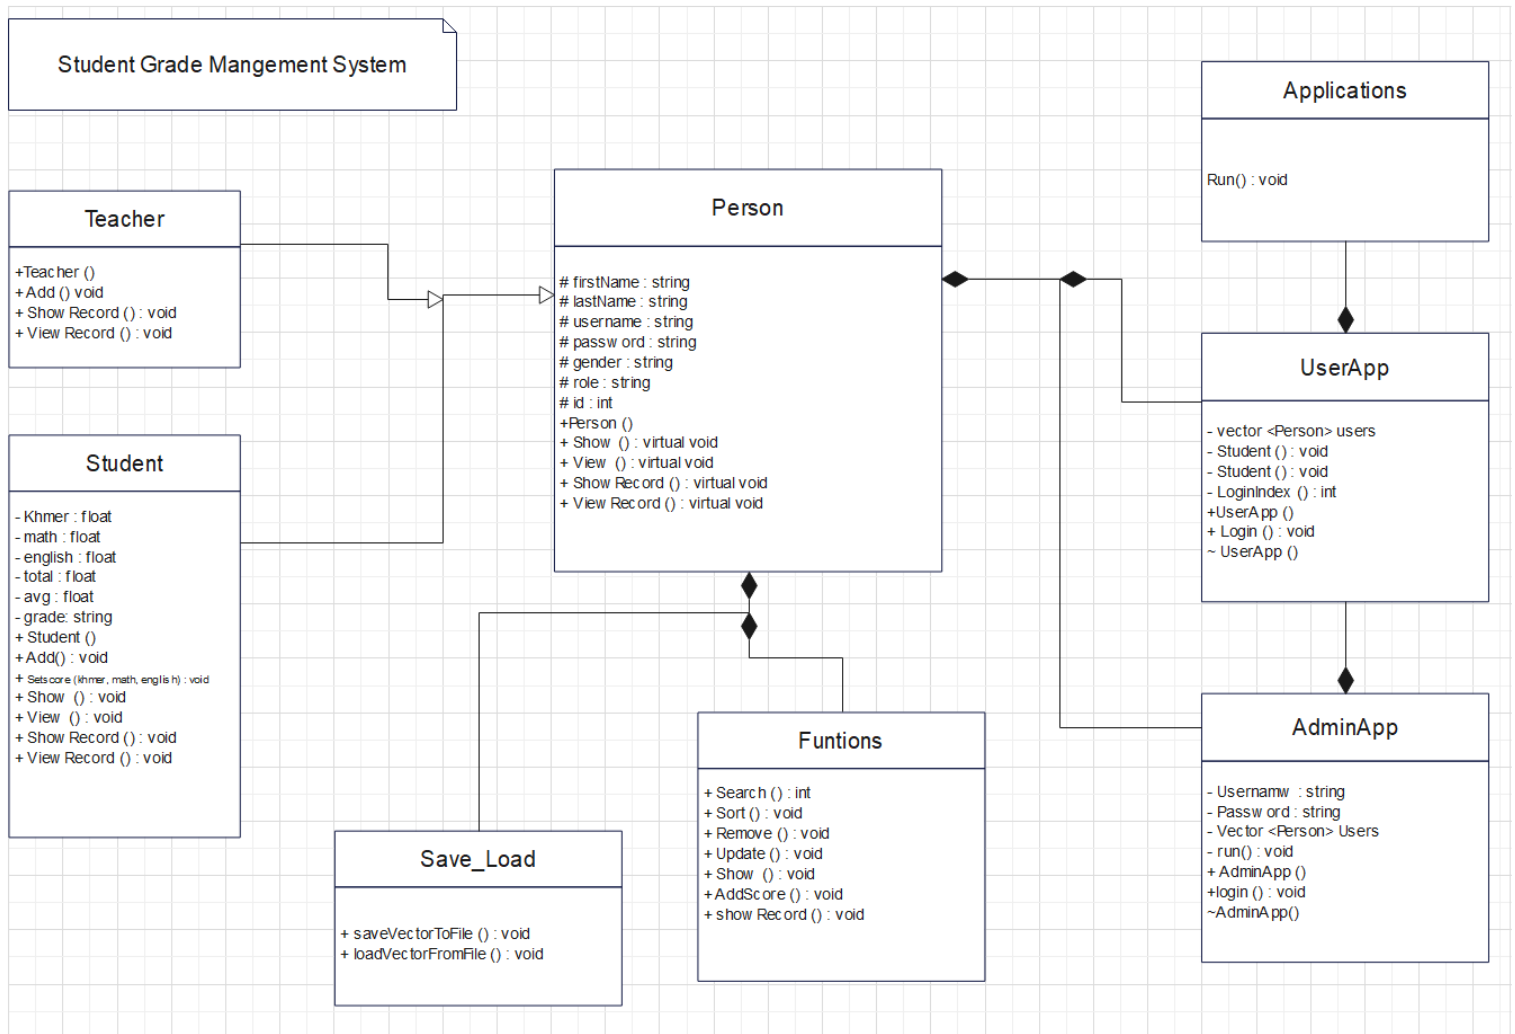 Student Grade Mangement System
Applications
Run() : void
Teacher
+Teacher ()
+Add () void
+ Show Record () : void
+ View Record () : void
Person
# firstName : string
# lastName : string
# username : string
# password : string
# gender : string
# role : string
# id : int
+Person ()
+ Show () : virtual void
+ View () : virtual void
+ Show Record () : virtual void
+ View Record () : virtual void
UserApp
- vector <Person> users
- Student () : void
- Student () : void
- LoginIndex () : int
+UserApp ()
+ Login () : void
~ UserApp ()
Student
- Khmer : float
- math : float
- english : float
- total : float
- avg : float
- grade: string
+ Student ()
+Add() : void
+ Setscore (khmer, math, english) : void
+ Show () : void
+ View () : void
+ Show Record () : void
+ View Record () : void
Save_Load
+ saveVectorToFile () : void
+ loadVectorFromFile () : void
Funtions
+ Search () : int
+ Sort () : void
+ Remove () : void
+ Update () : void
+ Show () : void
+AddScore () : void
+ show Record () : void
AdminApp
- Usernamw : string
- Password : string
- Vector <Person> Users
- run() : void
+ AdminApp ()
+login () : void
~AdminApp()